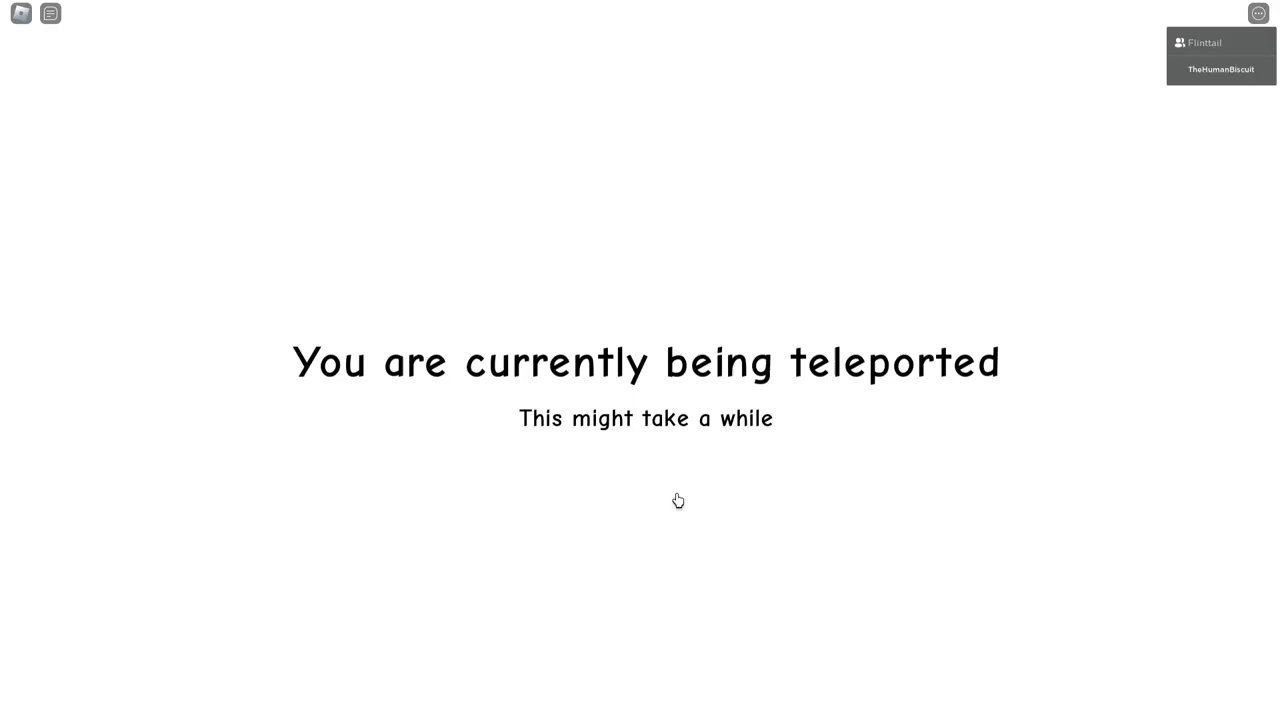 Flinttail
TheHumanBiscuit
You are currently being teleported
This might take a while